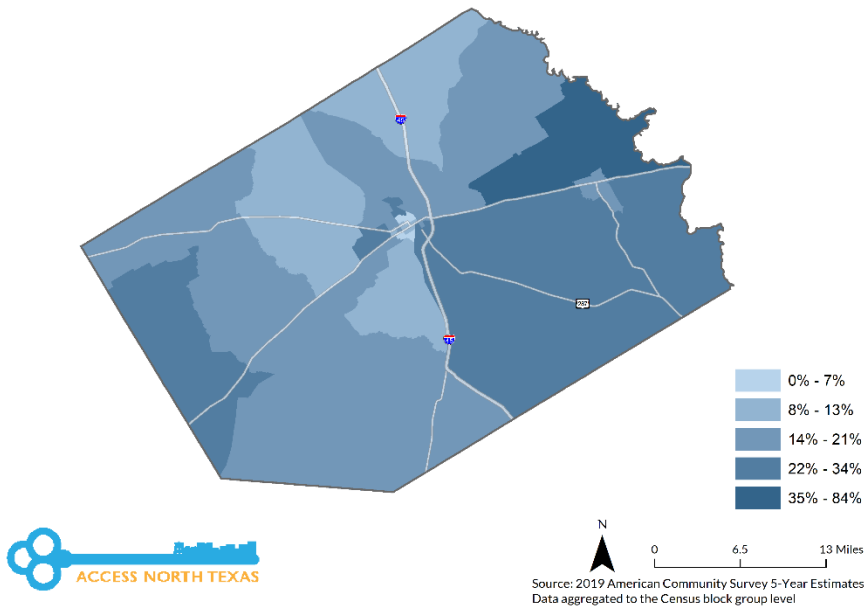 45
287
0% - 7%
8% - 13%
14% - 21%
22% - 34%
35% - 84%
N
0 6.5 13 Miles
ACCESS NORTH TEXAS
Source: 2019 American Community Survey 5-Year Estimates
Data aggregated to the Census block group level